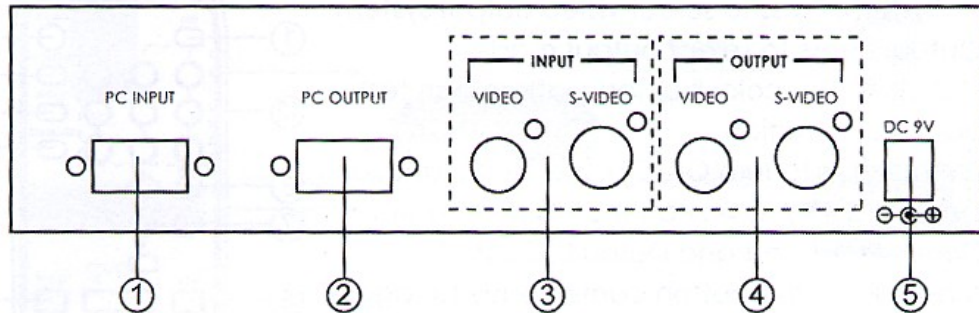 INPUT OUTPUT
PC INPUT PC OUTPUT VIDEO S-VIDEO VIDEO S-VIDEO
DC 9V
① ② ③ ④ ⑤